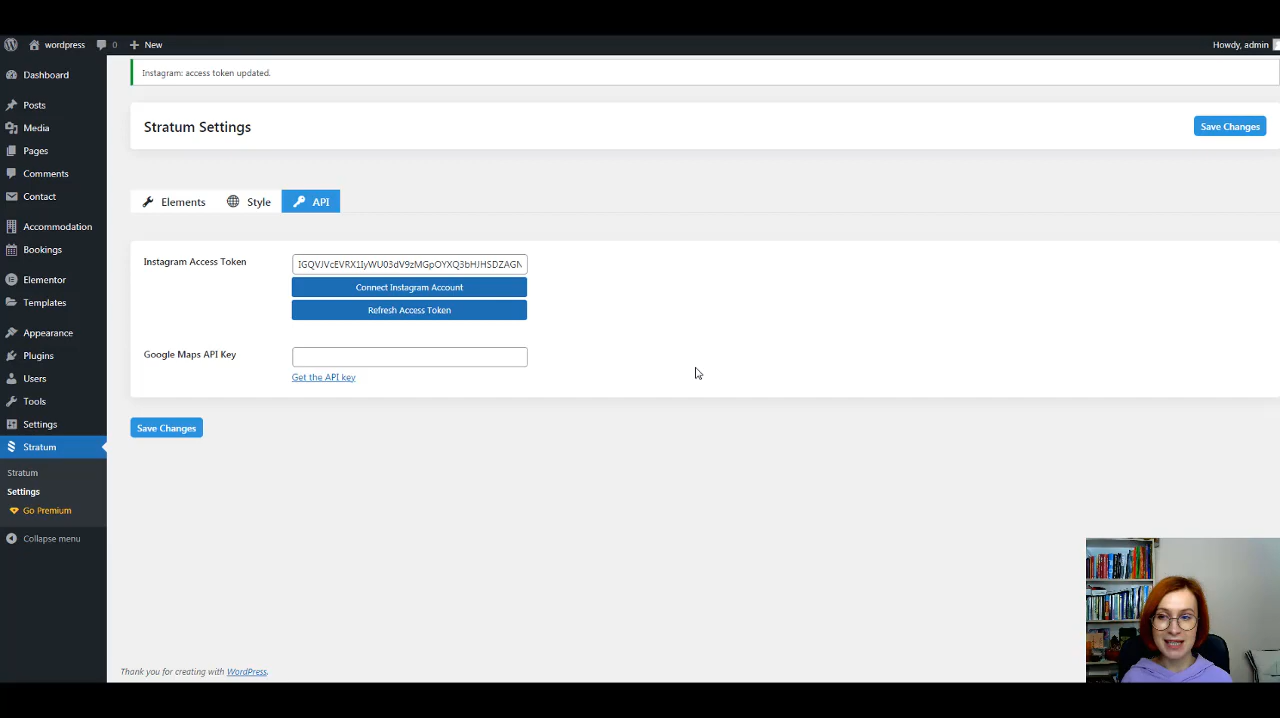 wordpress
0
New
Howdy, admin
Dashboard
Posts
Media
Pages
Comments
Contact
Accommodation
Bookings
Elementor
Templates
Appearance
Plugins
Users
Tools
Settings
Stratum
Stratum
Settings
Go Premium
Collapse menu
Instagram: access token updated.
Stratum Settings
Save Changes
Elements
Style
API
Instagram Access Token
IGQVJVcEVRX1IyWU03dV9zMGpOYXQ3bHJHSDZAGN
Connect Instagram Account
Refresh Access Token
Google Maps API Key
Get the API key
Save Changes
Thank you for creating with WordPress.